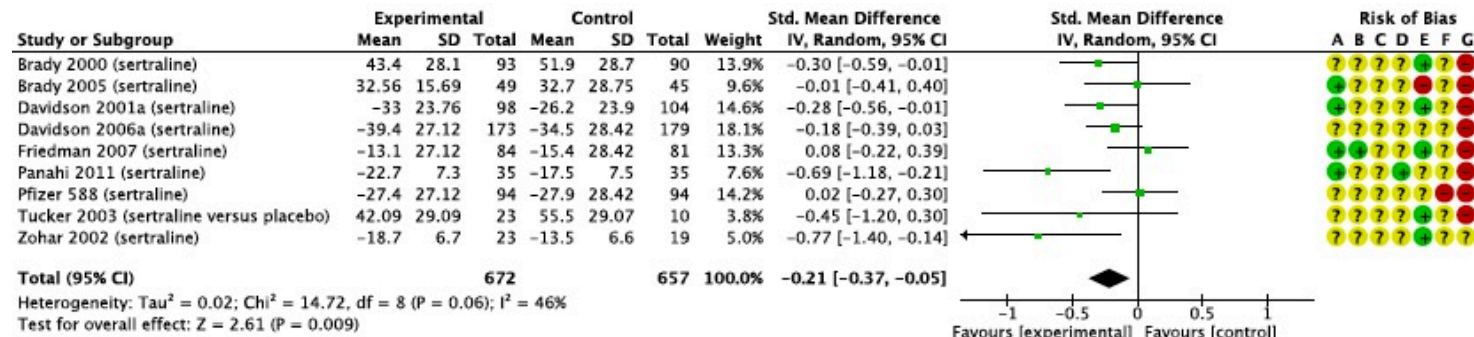 Experimental Control Std. Mean Difference Std. Mean Difference Risk of Bias
Study or Subgroup Mean SD Total Mean SD Total Weight IV, Random, 95% CI IV, Random, 95% CI A B C D E F G
Brady 2000 (sertraline) 43.4 28.1 93 51.9 28.7 90 13.9% −0.30 [−0.59, −0.01] ? ? ? ? + ? −
Brady 2005 (sertraline) 32.56 15.69 49 32.7 28.75 45 9.6% −0.01 [−0.41, 0.40] + ? ? ? − ? −
Davidson 2001a (sertraline) −33 23.76 98 −26.2 23.9 104 14.6% −0.28 [−0.56, −0.01] + ? ? ? + ? −
Davidson 2006a (sertraline) −39.4 27.12 173 −34.5 28.42 179 18.1% −0.18 [−0.39, 0.03] ? ? ? ? ? ? −
Friedman 2007 (sertraline) −13.1 27.12 84 −15.4 28.42 81 13.3% 0.08 [−0.22, 0.39] + + ? ? + ? −
Panahi 2011 (sertraline) −22.7 7.3 35 −17.5 7.5 35 7.6% −0.69 [−1.18, −0.21] + ? ? + ? ? −
Pfizer 588 (sertraline) −27.4 27.12 94 −27.9 28.42 94 14.2% 0.02 [−0.27, 0.30] ? ? ? ? ? − −
Tucker 2003 (sertraline versus placebo) 42.09 29.09 23 55.5 29.07 10 3.8% −0.45 [−1.20, 0.30] ? ? ? ? + ? −
Zohar 2002 (sertraline) −18.7 6.7 23 −13.5 6.6 19 5.0% −0.77 [−1.40, −0.14] ? ? ? ? + ? ?
Total (95% CI) 672 657 100.0% −0.21 [−0.37, −0.05]
Heterogeneity: Tau² = 0.02; Chi² = 14.72, df = 8 (P = 0.06); I² = 46%
Test for overall effect: Z = 2.61 (P = 0.009)
−1 −0.5 0 0.5 1
Favours [experimental] Favours [control]